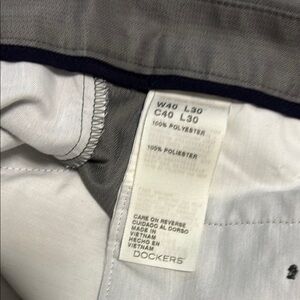 W40 L30
C40 L30
100% POLYESTER
100% POLIESTER
CARE ON REVERSE
CUIDADO AL DORSO
MADE IN
VIETNAM
HECHO EN
VIETNAM
DOCKERS